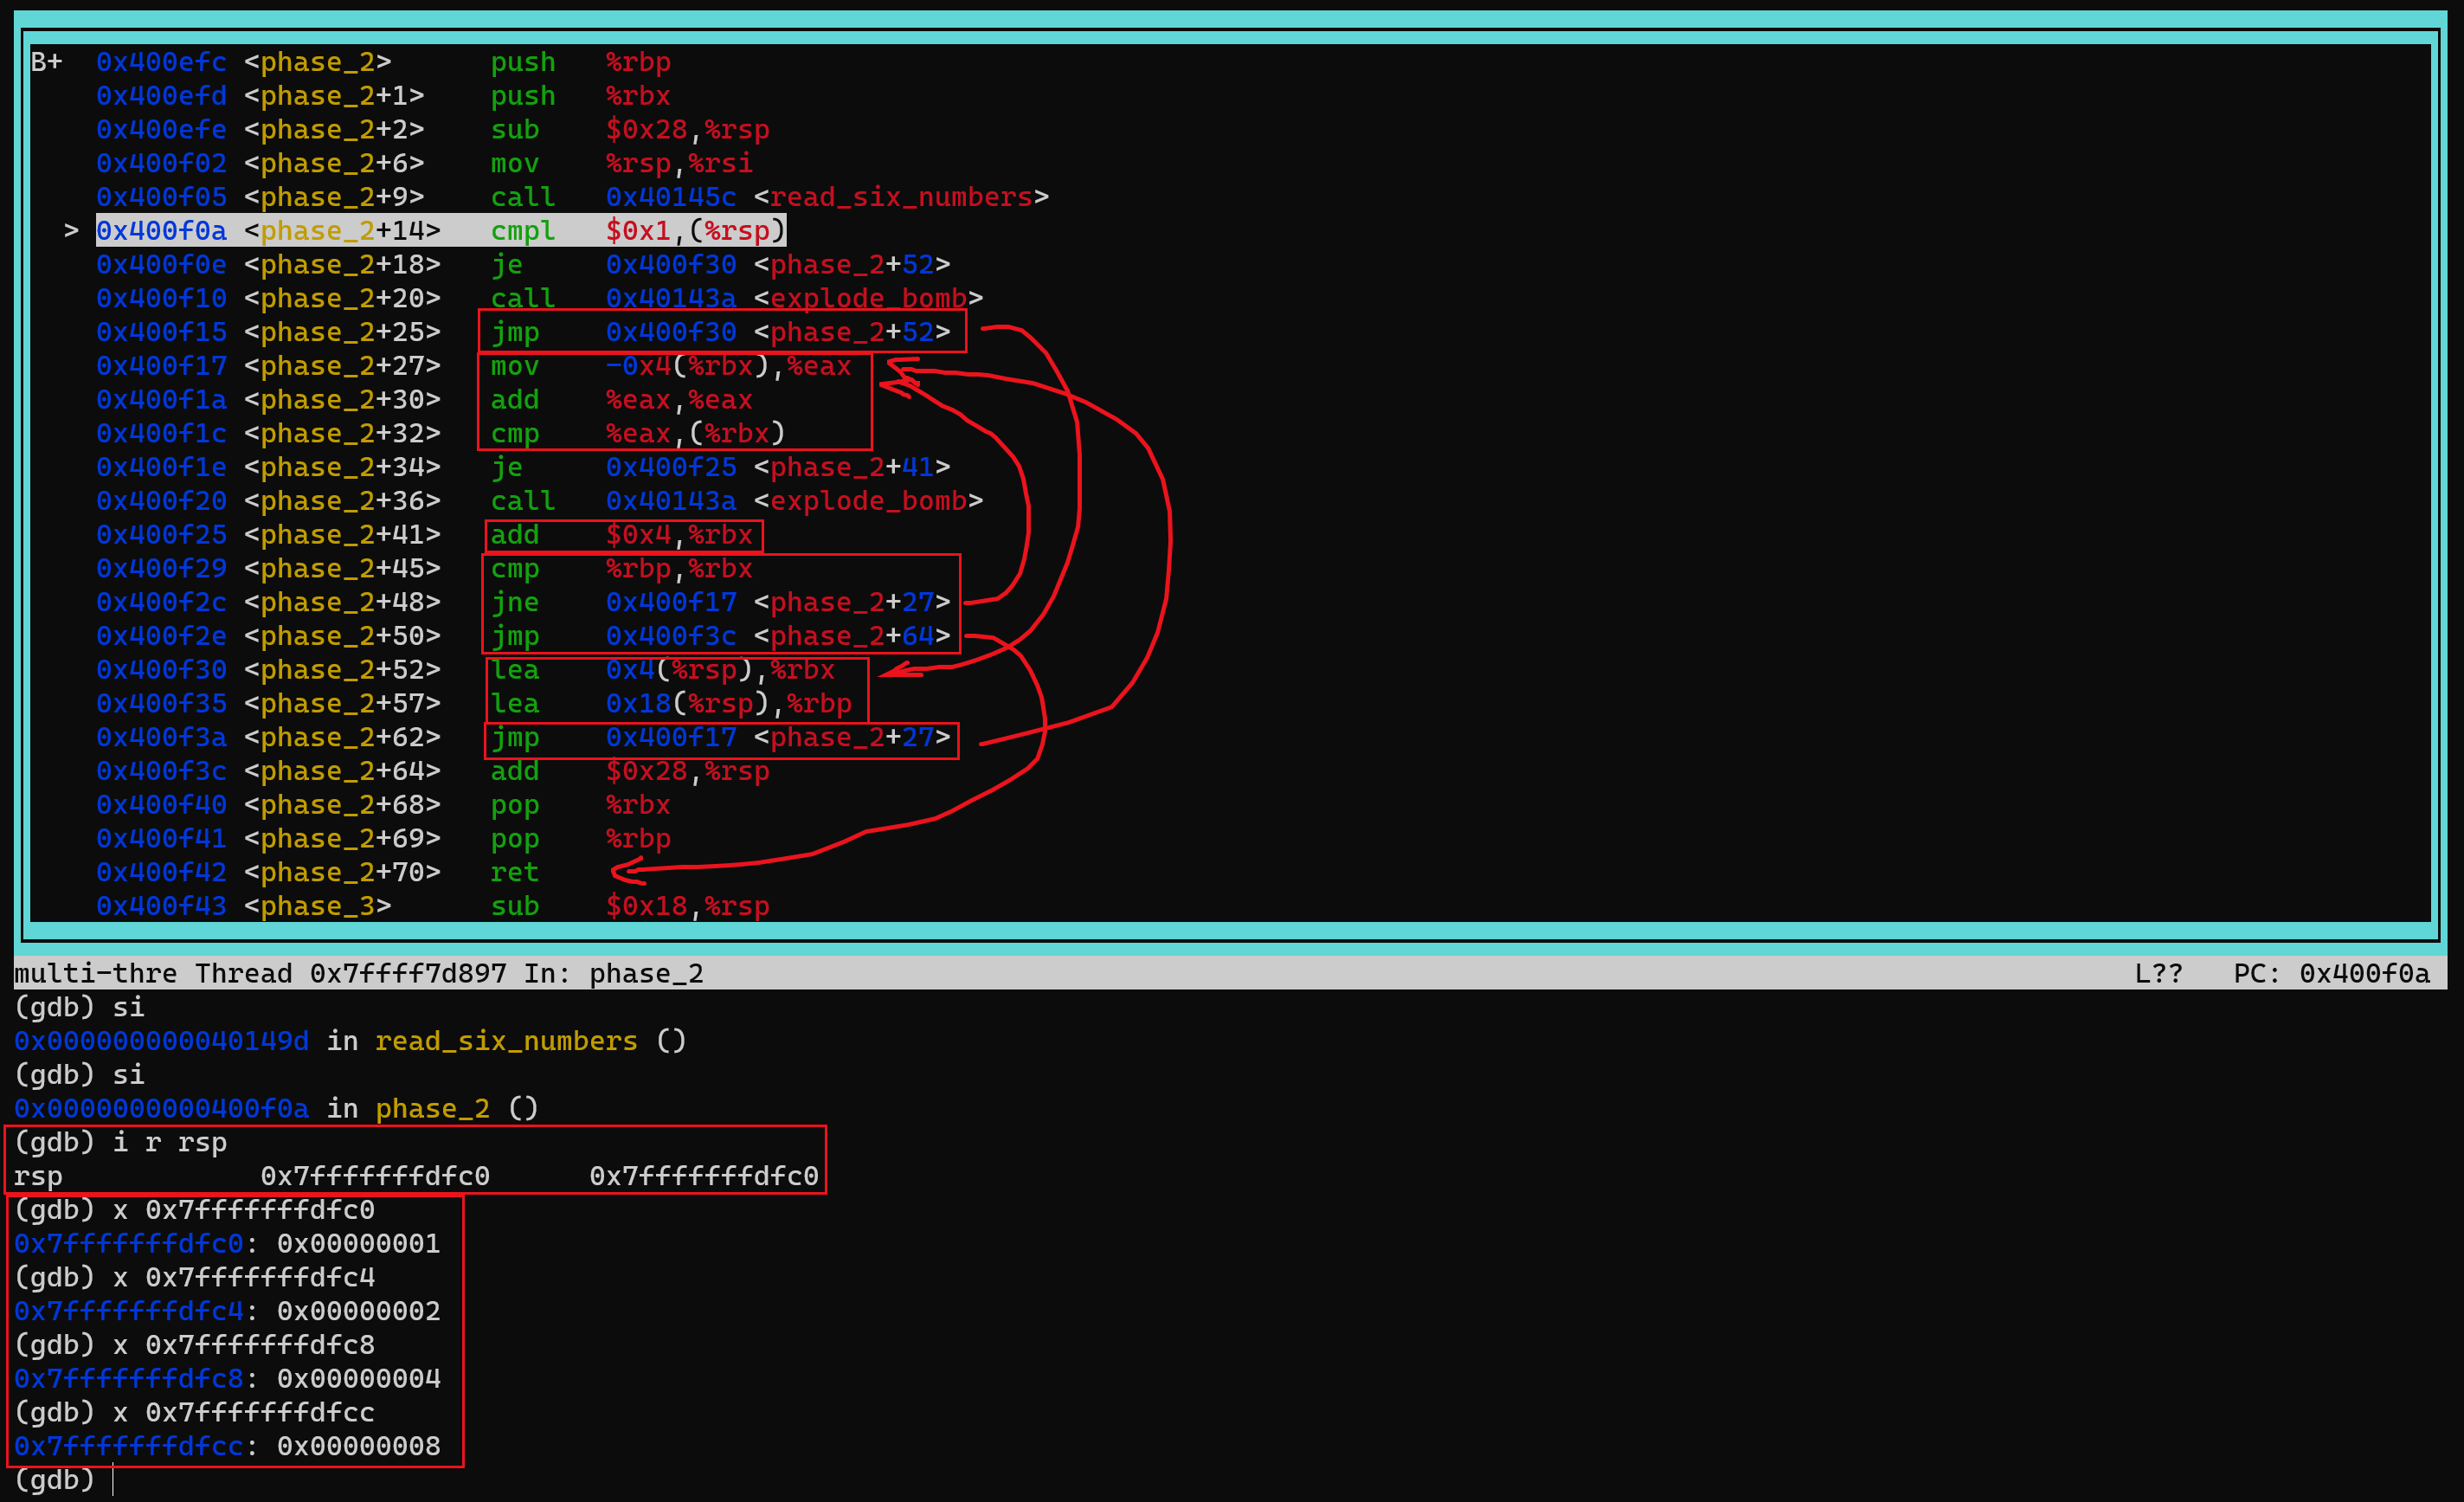 B+ 0x400efc <phase_2> push %rbp
0x400efd <phase_2+1> push %rbx
0x400efe <phase_2+2> sub $0x28,%rsp
0x400f02 <phase_2+6> mov %rsp,%rsi
0x400f05 <phase_2+9> call 0x40145c <read_six_numbers>
> 0x400f0a <phase_2+14> cmpl $0x1,(%rsp)
0x400f0e <phase_2+18> je 0x400f30 <phase_2+52>
0x400f10 <phase_2+20> call 0x40143a <explode_bomb>
0x400f15 <phase_2+25> jmp 0x400f30 <phase_2+52>
0x400f17 <phase_2+27> mov -0x4(%rbx),%eax
0x400f1a <phase_2+30> add %eax,%eax
0x400f1c <phase_2+32> cmp %eax,(%rbx)
0x400f1e <phase_2+34> je 0x400f25 <phase_2+41>
0x400f20 <phase_2+36> call 0x40143a <explode_bomb>
0x400f25 <phase_2+41> add $0x4,%rbx
0x400f29 <phase_2+45> cmp %rbp,%rbx
0x400f2c <phase_2+48> jne 0x400f17 <phase_2+27>
0x400f2e <phase_2+50> jmp 0x400f3c <phase_2+64>
0x400f30 <phase_2+52> lea 0x4(%rsp),%rbx
0x400f35 <phase_2+57> lea 0x18(%rsp),%rbp
0x400f3a <phase_2+62> jmp 0x400f17 <phase_2+27>
0x400f3c <phase_2+64> add $0x28,%rsp
0x400f40 <phase_2+68> pop %rbx
0x400f41 <phase_2+69> pop %rbp
0x400f42 <phase_2+70> ret
0x400f43 <phase_3> sub $0x18,%rsp
multi-thre Thread 0x7ffff7d897 In: phase_2 L?? PC: 0x400f0a
(gdb) si
0x000000000040149d in read_six_numbers ()
(gdb) si
0x0000000000400f0a in phase_2 ()
(gdb) i r rsp
rsp 0x7fffffffdfc0 0x7fffffffdfc0
(gdb) x 0x7fffffffdfc0
0x7fffffffdfc0: 0x00000001
(gdb) x 0x7fffffffdfc4
0x7fffffffdfc4: 0x00000002
(gdb) x 0x7fffffffdfc8
0x7fffffffdfc8: 0x00000004
(gdb) x 0x7fffffffdfcc
0x7fffffffdfcc: 0x00000008
(gdb)